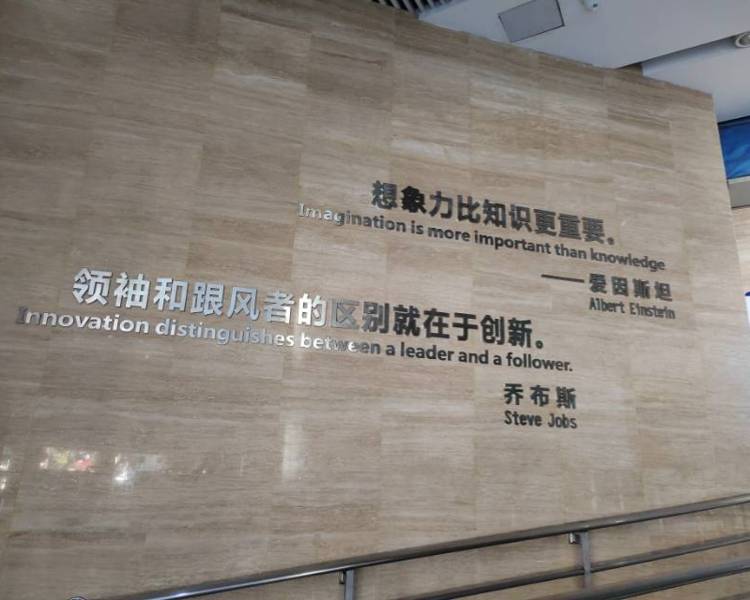 想象力比知识更重要。
Imagination is more important than knowledge
——爱因斯坦
Albert Einstein
领袖和跟风者的区别就在于创新。
Innovation distinguishes between a leader and a follower.
乔布斯
Steve Jobs